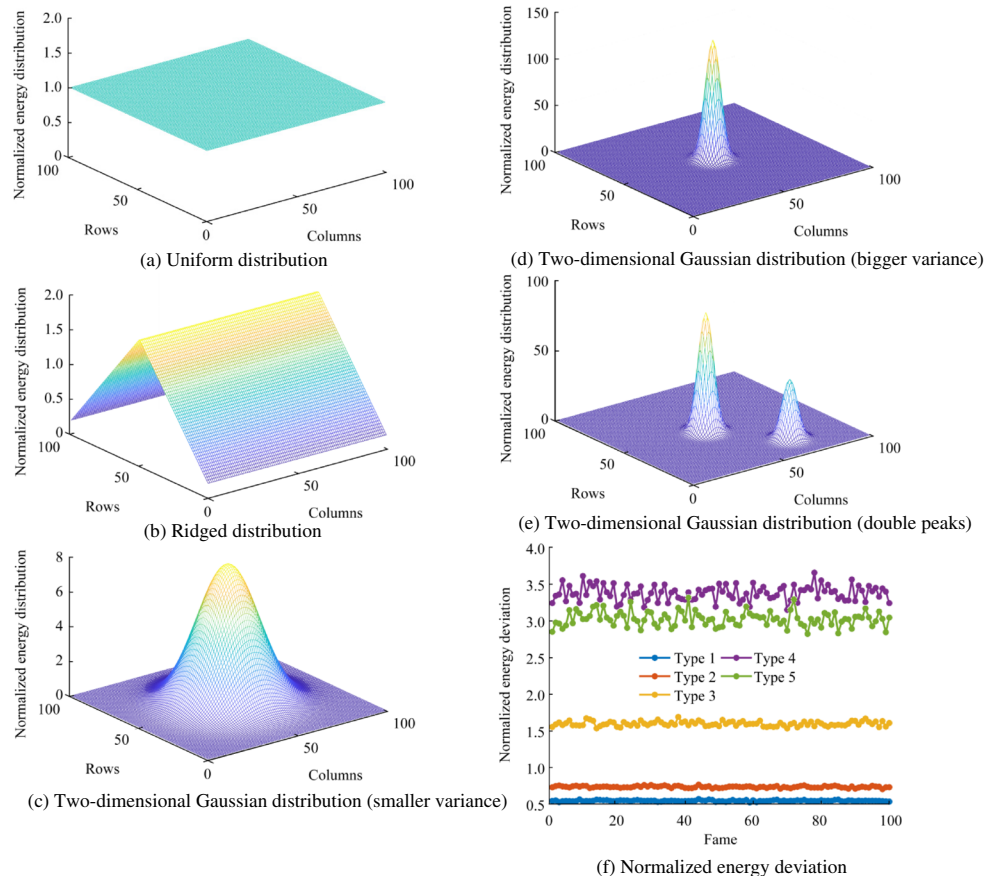 Normalized energy distribution
2.0
1.5
1.0
0.5
0
100
50
0
50
100
Rows
Columns
(a) Uniform distribution
Normalized energy distribution
2.0
1.5
1.0
0.5
0
100
50
0
50
100
Rows
Columns
(b) Ridged distribution
Normalized energy distribution
8
6
4
2
0
100
50
0
50
100
Rows
Columns
(c) Two-dimensional Gaussian distribution (smaller variance)
Normalized energy distribution
150
100
50
0
100
50
0
50
100
Rows
Columns
(d) Two-dimensional Gaussian distribution (bigger variance)
Normalized energy distribution
100
50
0
100
50
0
50
100
Rows
Columns
(e) Two-dimensional Gaussian distribution (double peaks)
Normalized energy deviation
4.0
3.5
3.0
2.5
2.0
1.5
1.0
0.5
Type 1
Type 2
Type 3
Type 4
Type 5
0
20
40
60
80
100
Fame
(f) Normalized energy deviation